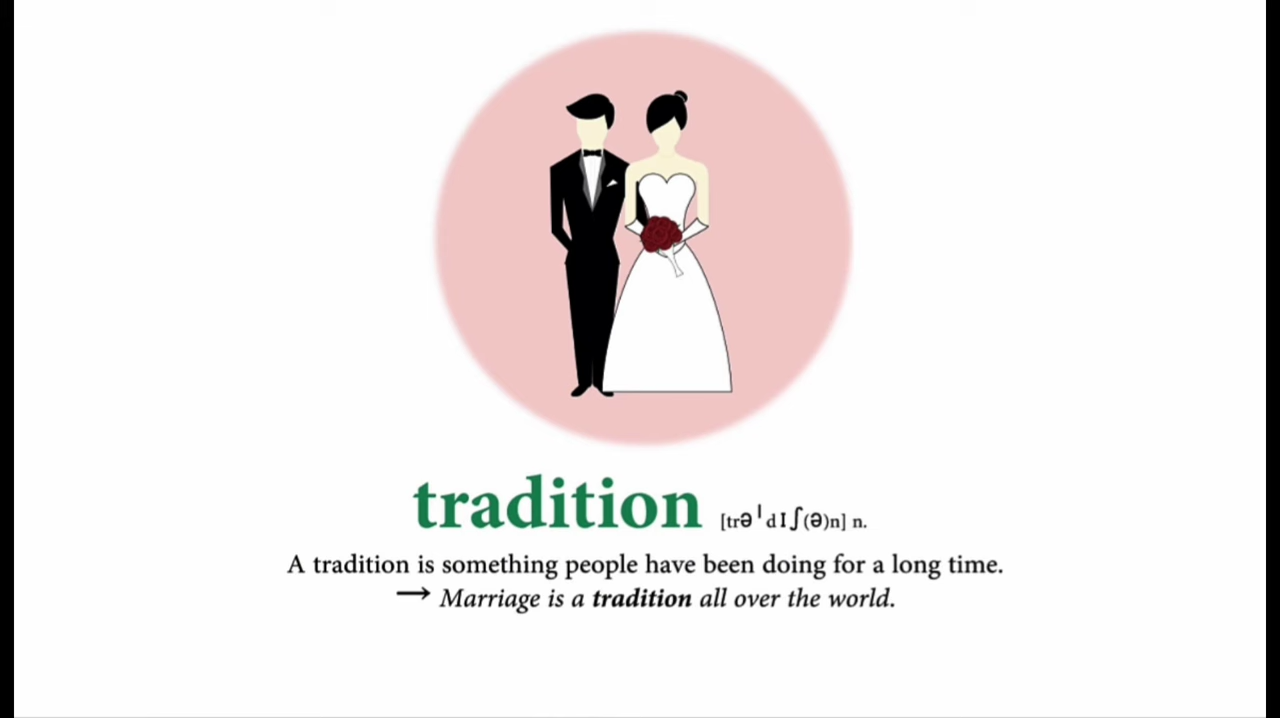 tradition [trəˈdɪʃ(ə)n] n.
A tradition is something people have been doing for a long time.
→ Marriage is a tradition all over the world.